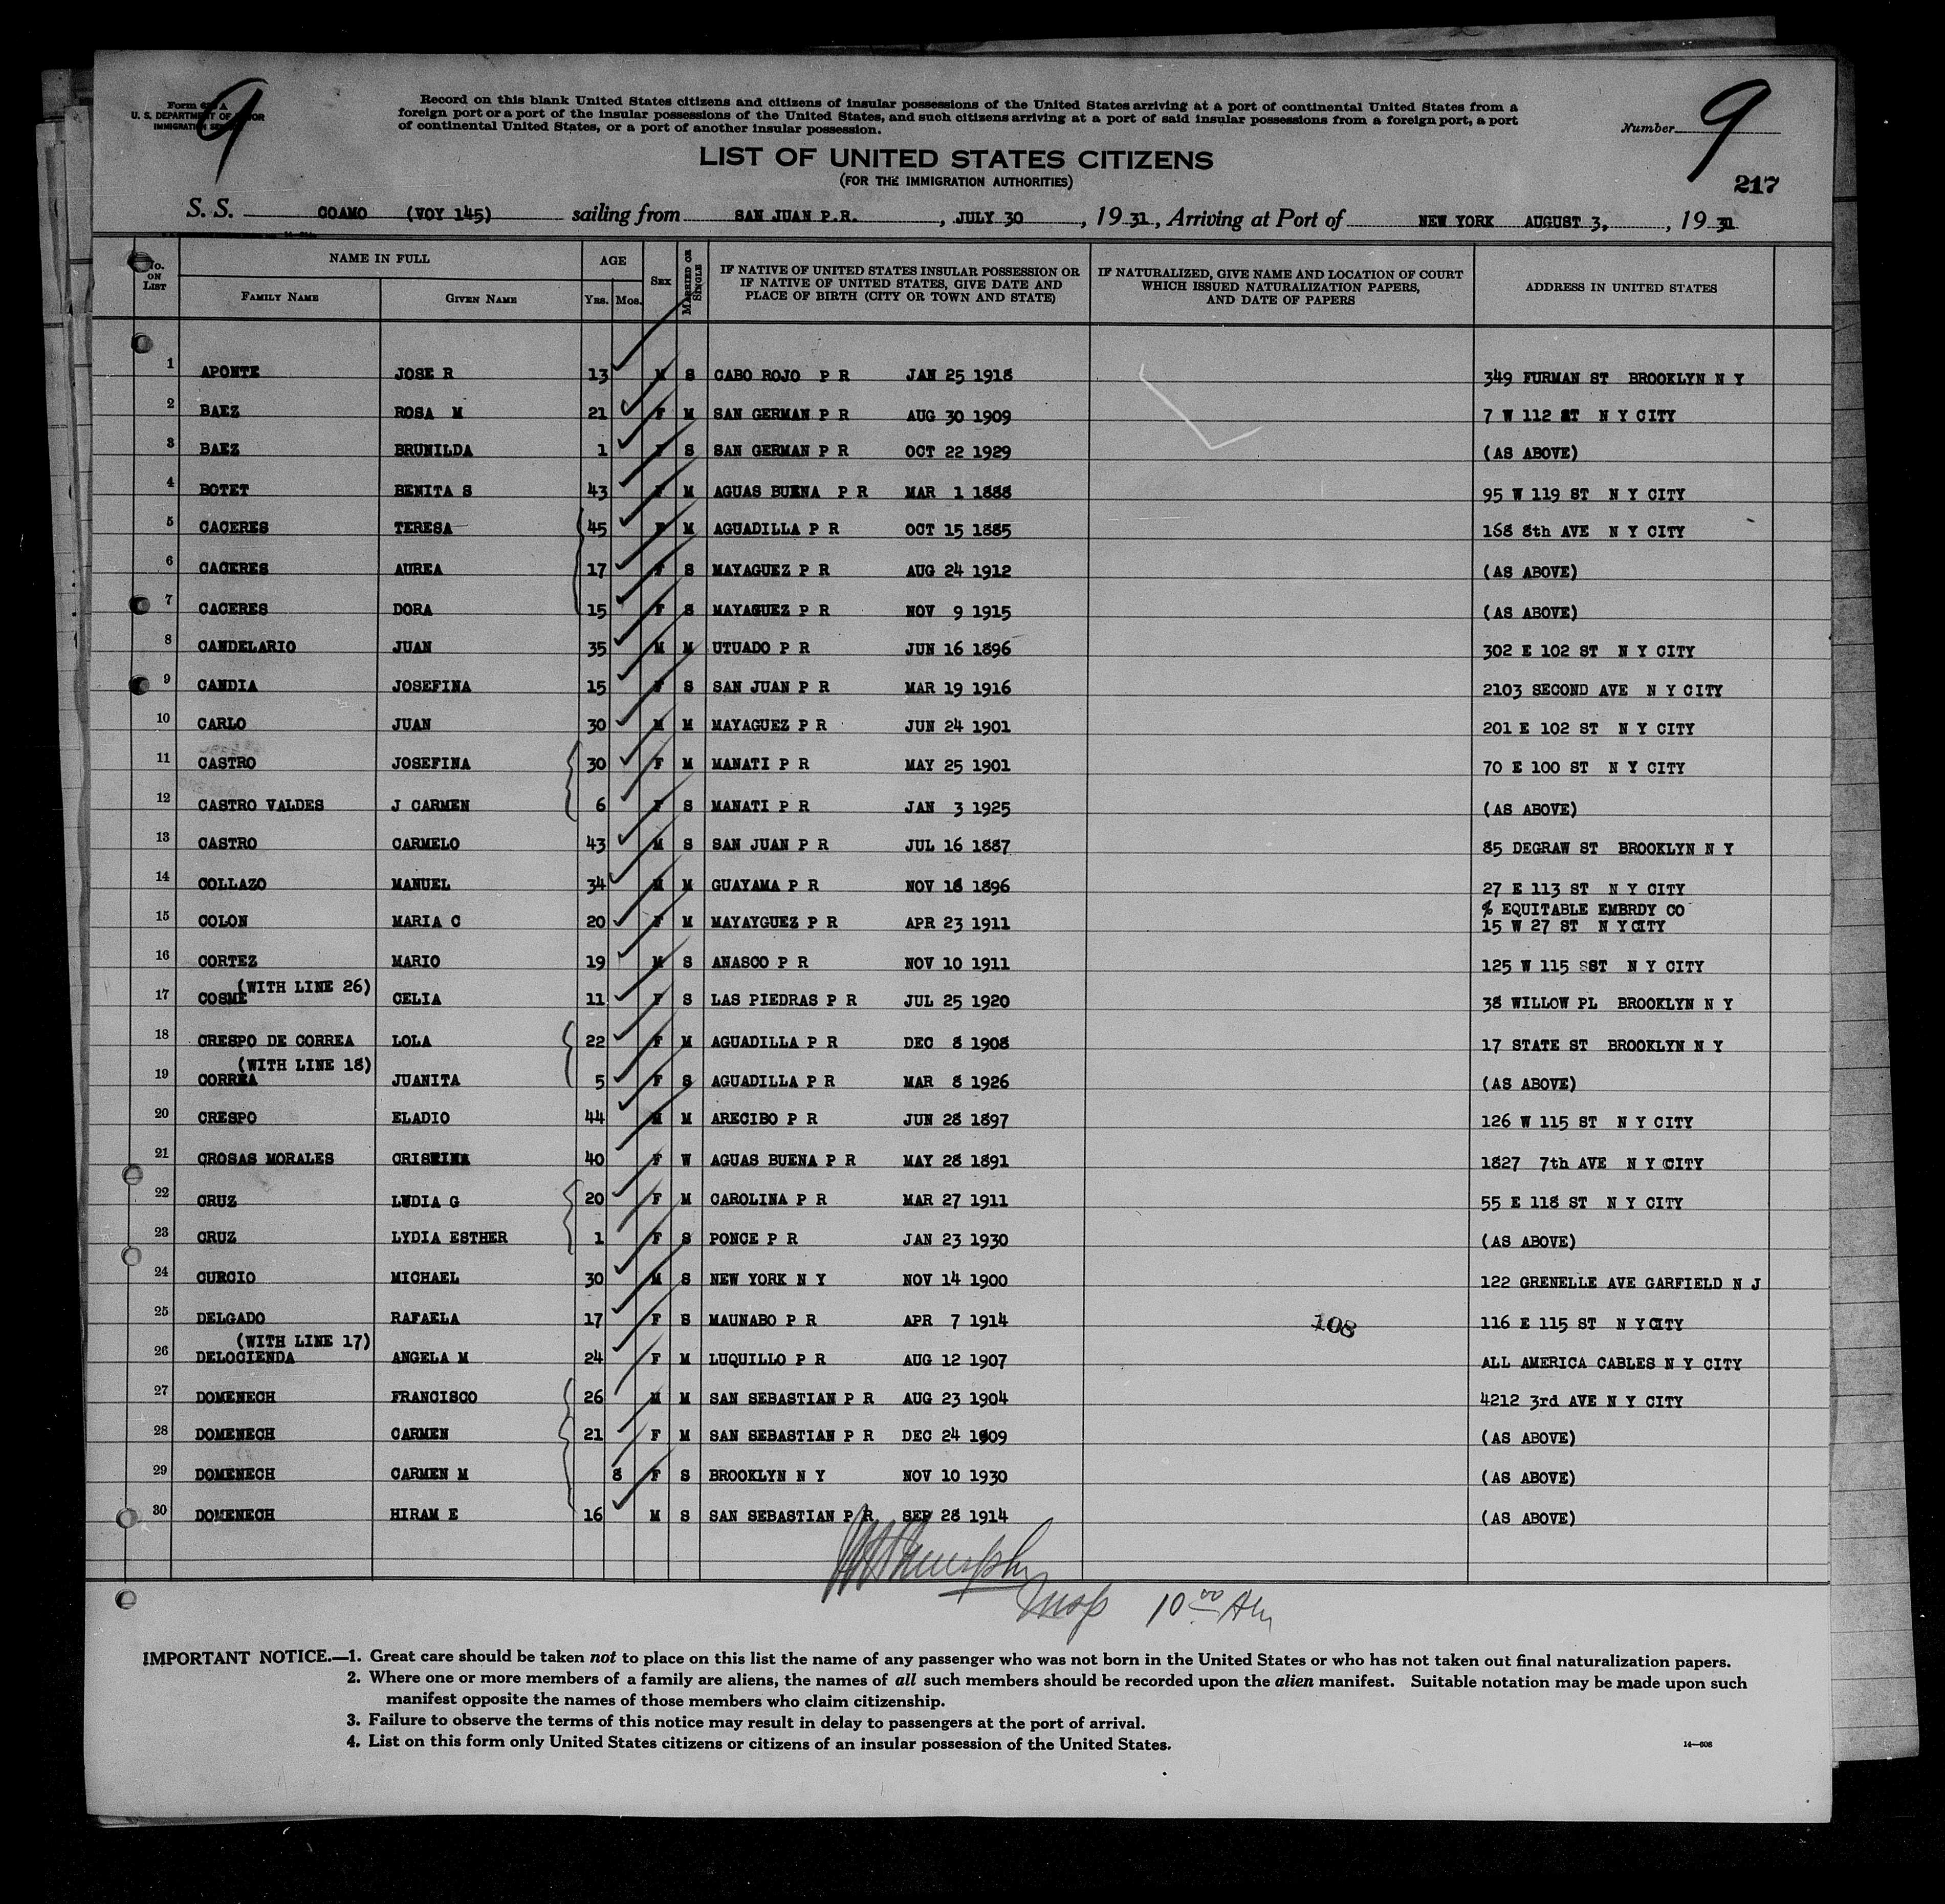 9
9
Form 630 A
U. S. DEPARTMENT OF LABOR
IMMIGRATION SERVICE
Record on this blank United States citizens and citizens of insular possessions of the United States arriving at a port of continental United States from a
foreign port or a port of the insular possessions of the United States, and such citizens arriving at a port of said insular possessions from a foreign port, a port
of continental United States, or a port of another insular possession.
Number
LIST OF UNITED STATES CITIZENS
(FOR THE IMMIGRATION AUTHORITIES)
217
S. S. COAMO (VOY 145) sailing from SAN JUAN P.R. , JULY 30 , 19 31 , Arriving at Port of NEW YORK AUGUST 3, , 19 31
No. ON LIST NAME IN FULL FAMILY NAME GIVEN NAME AGE Yrs. Mos. SEX MARRIED OR SINGLE IF NATIVE OF UNITED STATES INSULAR POSSESSION OR IF NATIVE OF UNITED STATES, GIVE DATE AND PLACE OF BIRTH (CITY OR TOWN AND STATE) IF NATURALIZED, GIVE NAME AND LOCATION OF COURT WHICH ISSUED NATURALIZATION PAPERS, AND DATE OF PAPERS ADDRESS IN UNITED STATES
1 APONTE JOSE R 13 M S CABO ROJO P R JAN 25 1918 349 FURMAN ST BROOKLYN N Y
2 BAEZ ROSA M 21 F M SAN GERMAN P R AUG 30 1909 7 W 112 ST N Y CITY
3 BAEZ BRUNILDA 1 F S SAN GERMAN P R OCT 22 1929 (AS ABOVE)
4 BOTET BENITA S 43 F M AGUAS BUENA P R MAR 1 1888 95 W 119 ST N Y CITY
5 CACERES TERESA 45 F M AGUADILLA P R OCT 15 1885 168 8th AVE N Y CITY
6 CACERES AUREA 17 F S MAYAGUEZ P R AUG 24 1912 (AS ABOVE)
7 CACERES DORA 15 F S MAYAGUEZ P R NOV 9 1915 (AS ABOVE)
8 CANDELARIO JUAN 35 M M UTUADO P R JUN 16 1896 302 E 102 ST N Y CITY
9 CANDIA JOSEFINA 15 F S SAN JUAN P R MAR 19 1916 2103 SECOND AVE N Y CITY
10 CARLO JUAN 30 M M MAYAGUEZ P R JUN 24 1901 201 E 102 ST N Y CITY
11 CASTRO JOSEFINA 30 F M MANATI P R MAY 25 1901 70 E 100 ST N Y CITY
12 CASTRO VALDES J CARMEN 6 F S MANATI P R JAN 3 1925 (AS ABOVE)
13 CASTRO CARMELO 43 M S SAN JUAN P R JUL 16 1887 85 DEGRAW ST BROOKLYN N Y
14 COLLAZO MANUEL 34 M M GUAYAMA P R NOV 18 1896 27 E 113 ST N Y CITY
% EQUITABLE EMBRDY CO
15 COLON MARIA C 20 F M MAYAYGUEZ P R APR 23 1911 15 W 27 ST N Y CITY
16 CORTEZ MARIO 19 M S ANASCO P R NOV 10 1911 125 W 115 SST N Y CITY
(WITH LINE 26)
17 COSME CELIA 11 F S LAS PIEDRAS P R JUL 25 1920 38 WILLOW PL BROOKLYN N Y
18 CRESPO DE CORREA LOLA 22 F M AGUADILLA P R DEC 8 1908 17 STATE ST BROOKLYN N Y
(WITH LINE 18)
19 CORREA JUANITA 5 F S AGUADILLA P R MAR 8 1926 (AS ABOVE)
20 CRESPO ELADIO 44 M M ARECIBO P R JUN 28 1897 126 W 115 ST N Y CITY
21 CROSAS MORALES 40 F W AGUAS BUENA P R MAY 28 1891 1827 7th AVE N Y CITY
22 CRUZ LUDIA G 20 F M CAROLINA P R MAR 27 1911 55 E 118 ST N Y CITY
23 CRUZ LYDIA ESTHER 1 F S PONCE P R JAN 23 1930 (AS ABOVE)
24 CURCIO MICHAEL 30 M S NEW YORK N Y NOV 14 1900 122 GRENELLE AVE GARFIELD N J
25 DELGADO RAFAELA 17 F S MAUNABO P R APR 7 1914 108 116 E 115 ST N Y CITY
(WITH LINE 17)
26 DELOCIENDA ANGELA M 24 F M LUQUILLO P R AUG 12 1907 ALL AMERICA CABLES N Y CITY
27 DOMENECH FRANCISCO 26 M M SAN SEBASTIAN P R AUG 23 1904 4212 3rd AVE N Y CITY
28 DOMENECH CARMEN 21 F M SAN SEBASTIAN P R DEC 24 1909 (AS ABOVE)
29 DOMENECH CARMEN M 8 F S BROOKLYN N Y NOV 10 1930 (AS ABOVE)
30 DOMENECH HIRAM E 16 M S SAN SEBASTIAN P R SEP 28 1914 (AS ABOVE)
Insp 10 00 AM
IMPORTANT NOTICE.—1. Great care should be taken not to place on this list the name of any passenger who was not born in the United States or who has not taken out final naturalization papers.
2. Where one or more members of a family are aliens, the names of all such members should be recorded upon the alien manifest. Suitable notation may be made upon such
manifest opposite the names of those members who claim citizenship.
3. Failure to observe the terms of this notice may result in delay to passengers at the port of arrival.
4. List on this form only United States citizens or citizens of an insular possession of the United States.
14—508